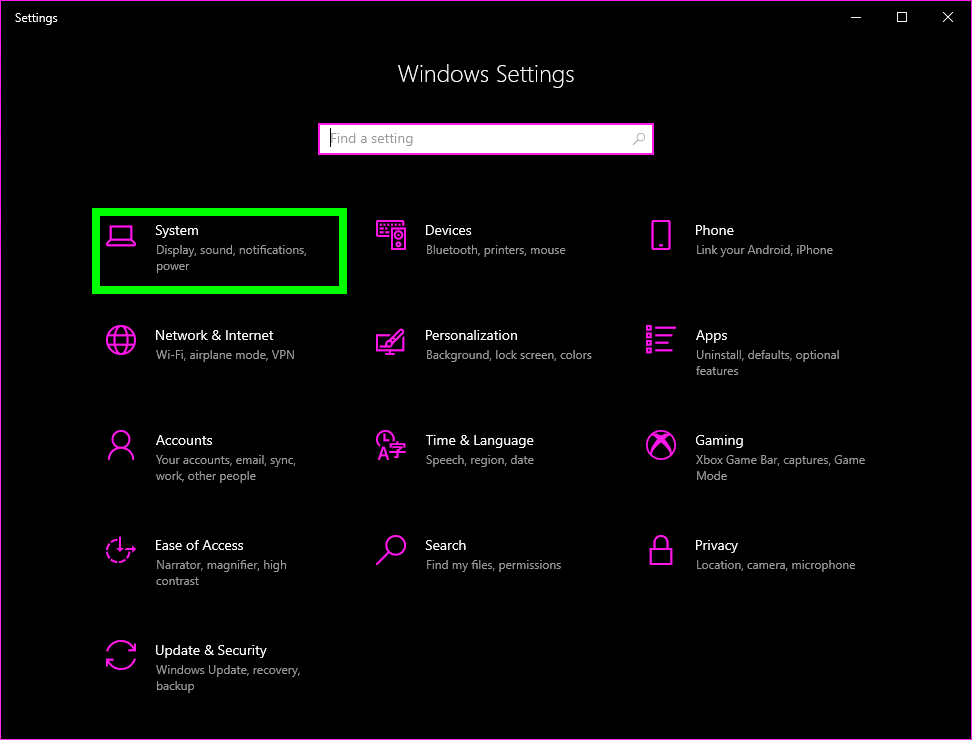 Settings
Windows Settings
Find a setting
System
Display, sound, notifications,
power
Devices
Bluetooth, printers, mouse
Phone
Link your Android, iPhone
Network & Internet
Wi-Fi, airplane mode, VPN
Personalization
Background, lock screen, colors
Apps
Uninstall, defaults, optional
features
Accounts
Your accounts, email, sync,
work, other people
Time & Language
Speech, region, date
Gaming
Xbox Game Bar, captures, Game
Mode
Ease of Access
Narrator, magnifier, high
contrast
Search
Find my files, permissions
Privacy
Location, camera, microphone
Update & Security
Windows Update, recovery,
backup